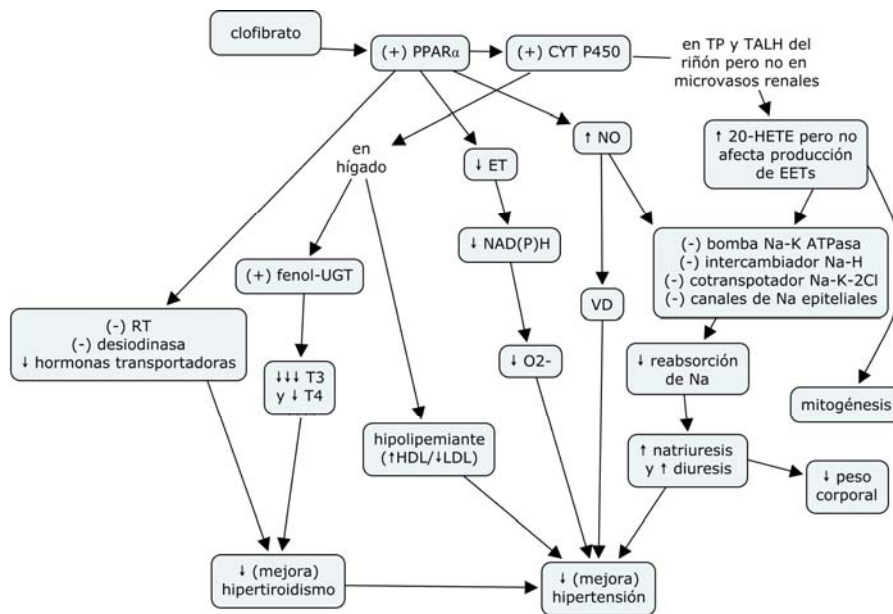 clofibrato
(+) PPARα
(+) CYT P450
en TP y TALH del
riñón pero no en
microvasos renales
↑ NO
↑ 20-HETE pero no
afecta producción
de EETs
en
hígado
↓ ET
(-) bomba Na-K ATPasa
(-) intercambiador Na-H
(-) cotranspotador Na-K-2Cl
(-) canales de Na epiteliales
↓ NAD(P)H
(+) fenol-UGT
VD
(-) RT
(-) desiodinasa
↓ hormonas transportadoras
↓ O2-
↓ reabsorción
de Na
↓↓↓ T3
y ↓ T4
mitogénesis
hipolipemiante
(↑HDL/↓LDL)
↑ natriuresis
y ↑ diuresis
↓ peso
corporal
↓ (mejora)
hipertiroidismo
↓ (mejora)
hipertensión